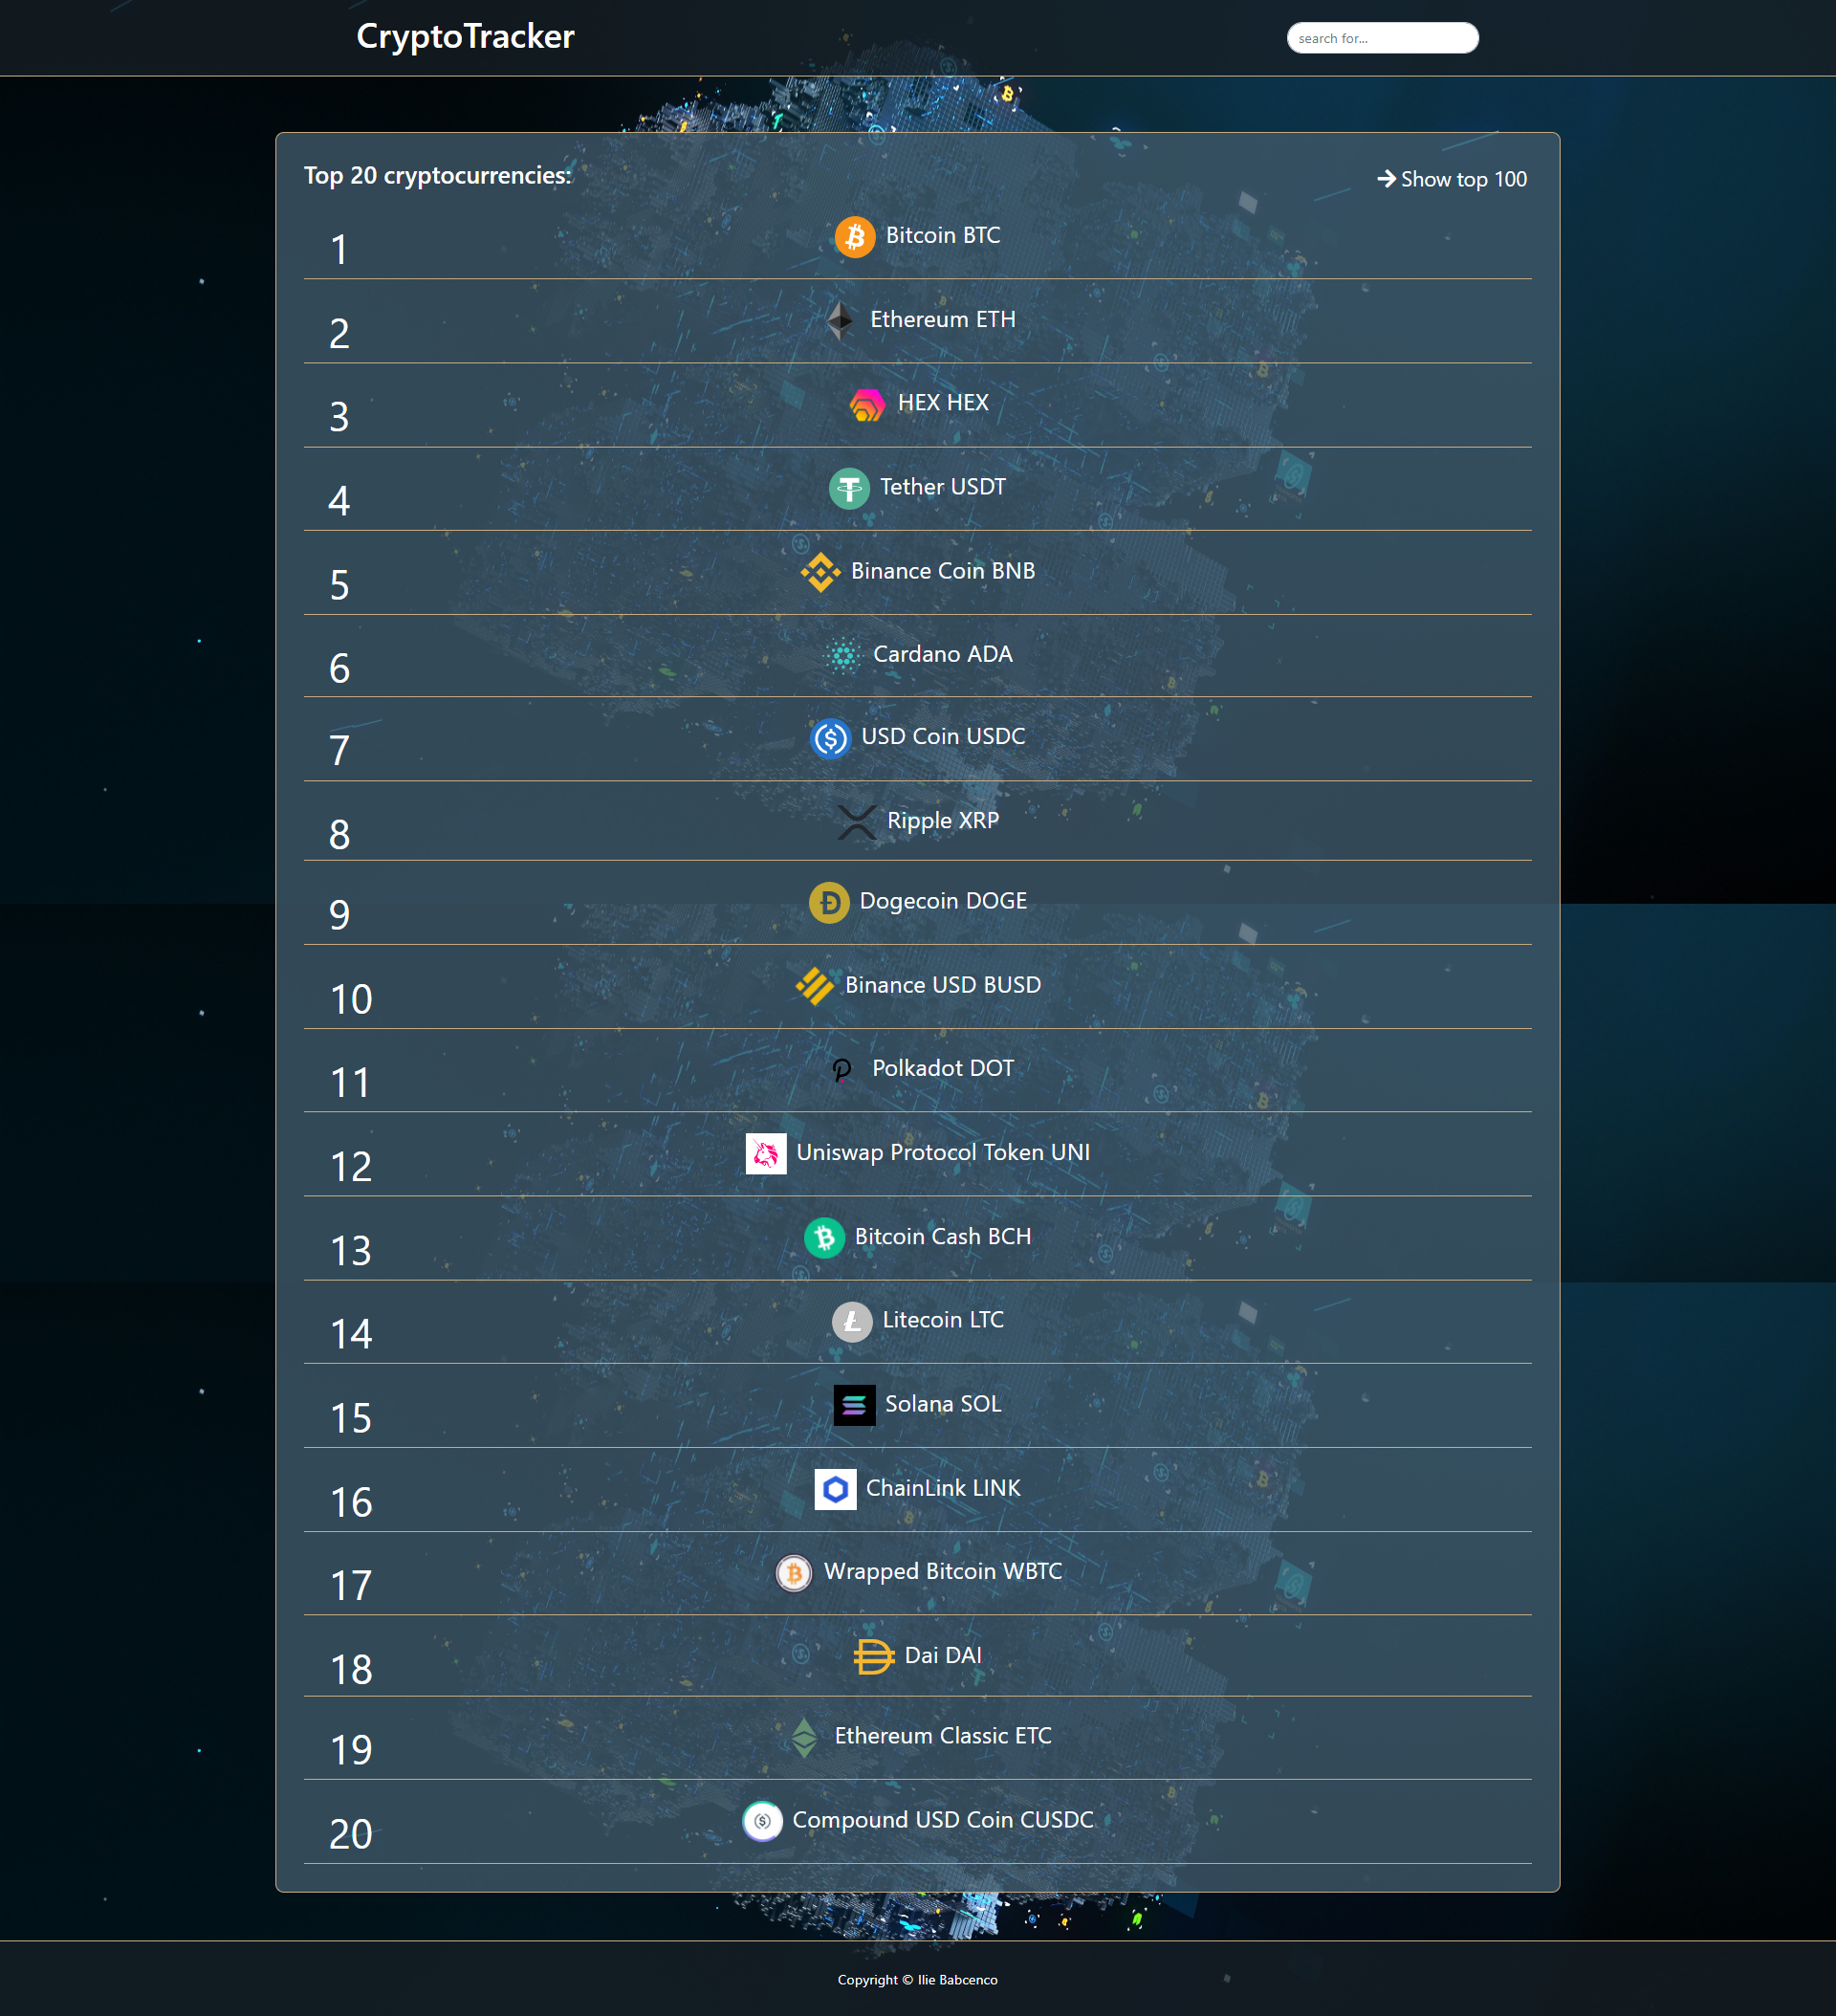 CryptoTracker
search for...
Top 20 cryptocurrencies:
Show top 100
1 Bitcoin BTC
2 Ethereum ETH
3 HEX HEX
4 Tether USDT
5 Binance Coin BNB
6 Cardano ADA
7 USD Coin USDC
8 Ripple XRP
9 Dogecoin DOGE
10 Binance USD BUSD
11 Polkadot DOT
12 Uniswap Protocol Token UNI
13 Bitcoin Cash BCH
14 Litecoin LTC
15 Solana SOL
16 ChainLink LINK
17 Wrapped Bitcoin WBTC
18 Dai DAI
19 Ethereum Classic ETC
20 Compound USD Coin CUSDC
Copyright © Ilie Babcenco